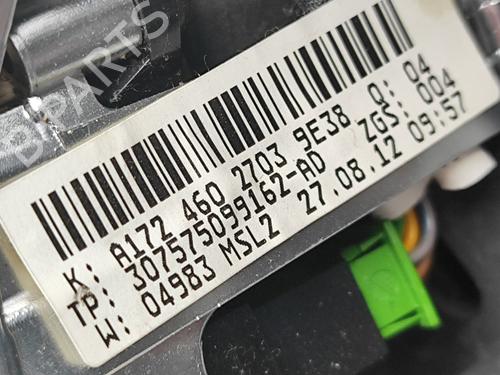 BPARTS
K: A172 460 2703 9E38 Q: 04
TP: 307575099162-AD ZGS: 004
W: 04983 MSL2 27.08.12 09:57